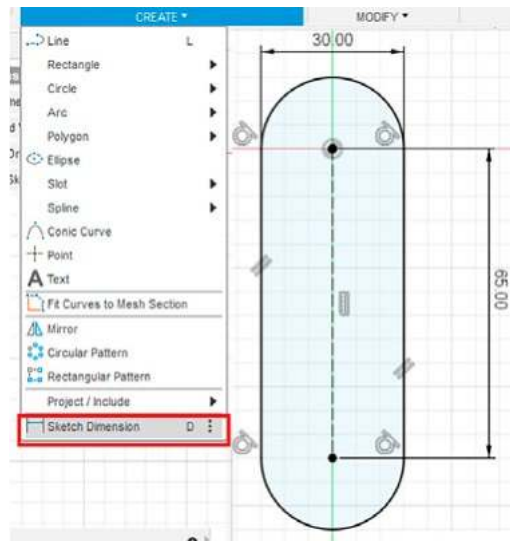 CREATE
MODIFY
Line L
Rectangle
Circle
Arc
Polygon
Ellipse
Slot
Spline
Conic Curve
Point
A Text
Fit Curves to Mesh Section
Mirror
Circular Pattern
Rectangular Pattern
Project / Include
Sketch Dimension D
30.00
65.00